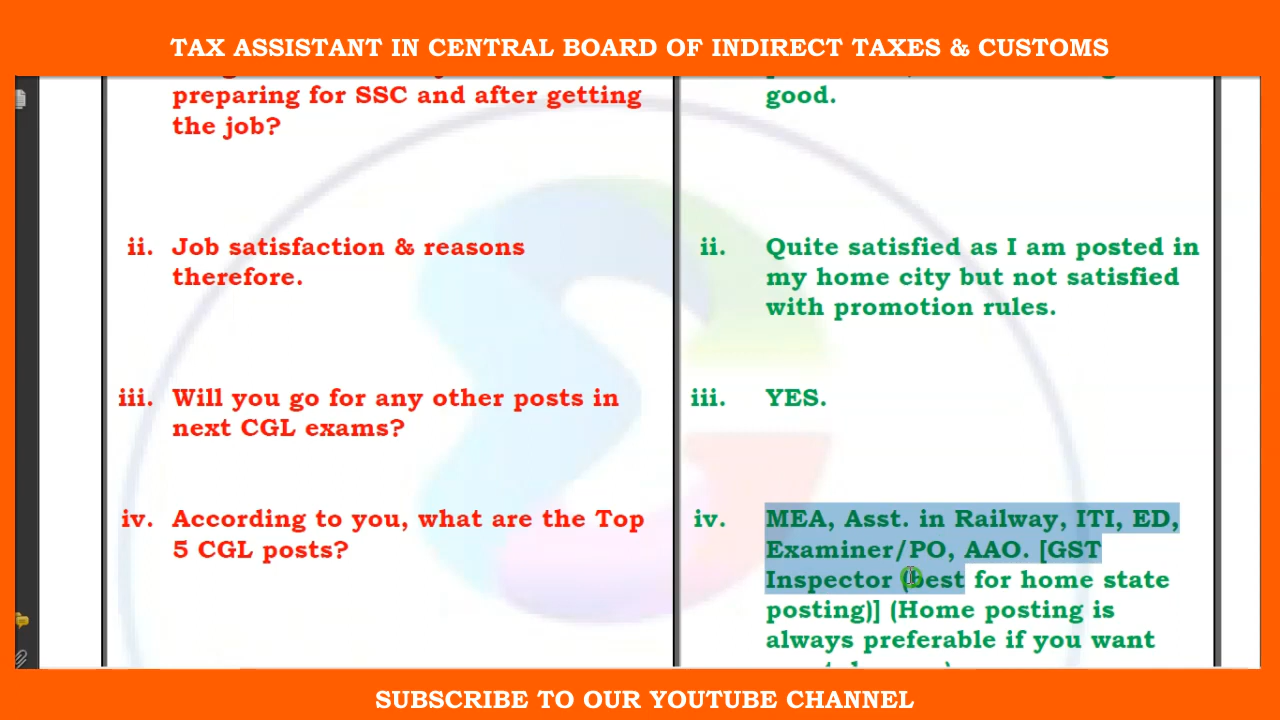 TAX ASSISTANT IN CENTRAL BOARD OF INDIRECT TAXES & CUSTOMS
preparing for SSC and after getting
the job?
good.
ii. Job satisfaction & reasons
therefore.
ii. Quite satisfied as I am posted in
my home city but not satisfied
with promotion rules.
iii. Will you go for any other posts in
next CGL exams?
iii. YES.
iv. According to you, what are the Top
5 CGL posts?
iv. MEA, Asst. in Railway, ITI, ED,
Examiner/PO, AAO. [GST
Inspector (best for home state
posting)] (Home posting is
always preferable if you want
SUBSCRIBE TO OUR YOUTUBE CHANNEL